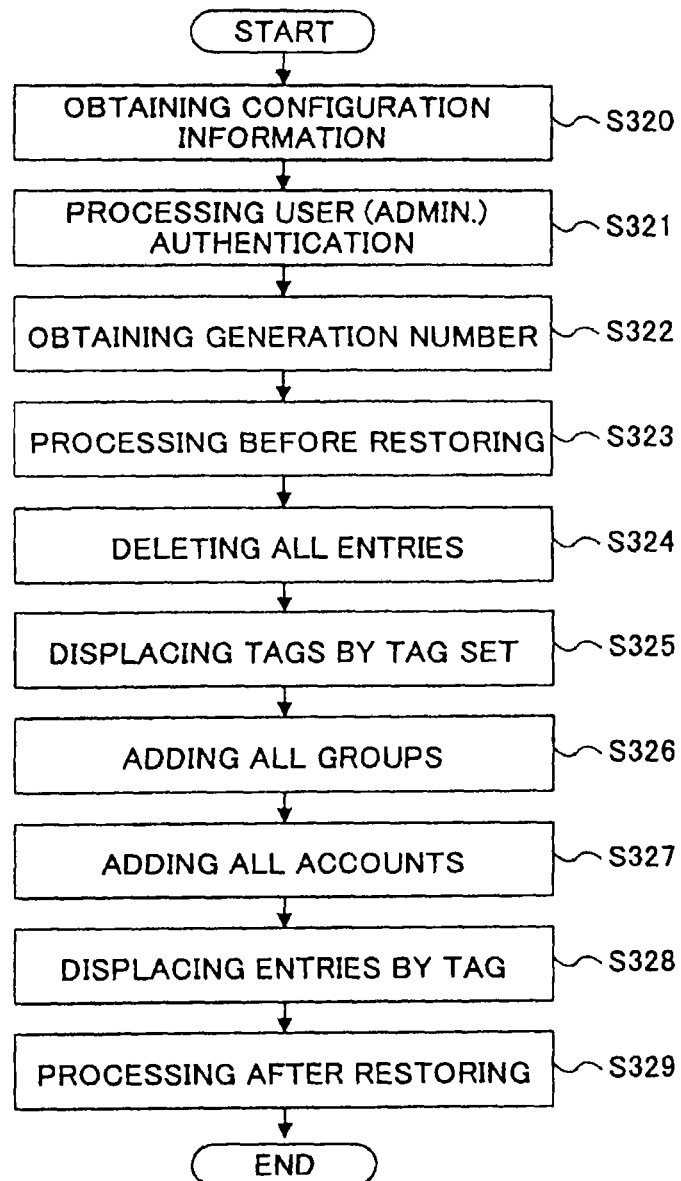 START
OBTAINING CONFIGURATION
INFORMATION
S320
PROCESSING USER (ADMIN.)
AUTHENTICATION
S321
OBTAINING GENERATION NUMBER
S322
PROCESSING BEFORE RESTORING
S323
DELETING ALL ENTRIES
S324
DISPLACING TAGS BY TAG SET
S325
ADDING ALL GROUPS
S326
ADDING ALL ACCOUNTS
S327
DISPLACING ENTRIES BY TAG
S328
PROCESSING AFTER RESTORING
S329
END